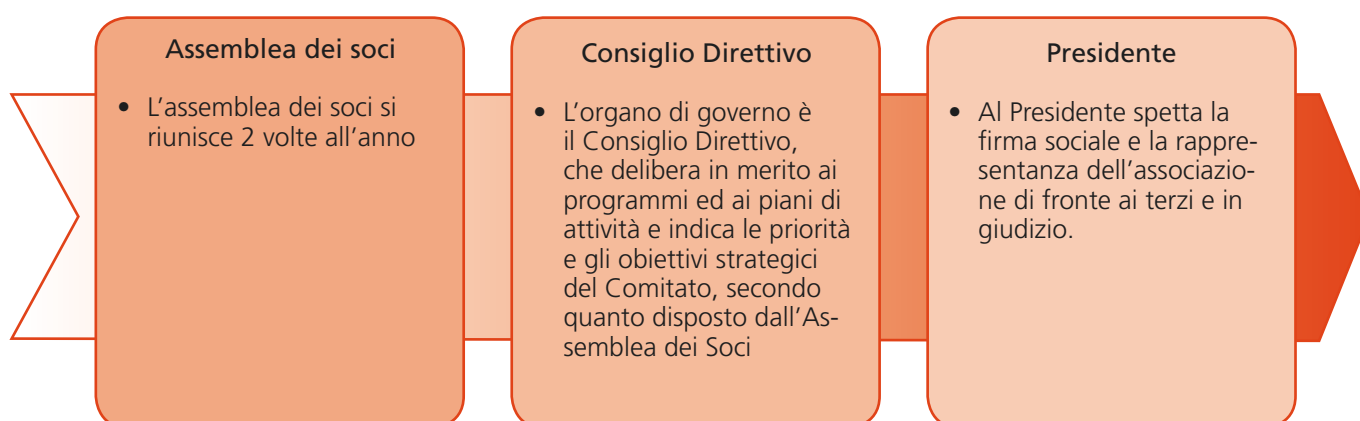 Assemblea dei soci
• L'assemblea dei soci si
riunisce 2 volte all'anno
Consiglio Direttivo
• L'organo di governo è
il Consiglio Direttivo,
che delibera in merito ai
programmi ed ai piani di
attività e indica le priorità
e gli obiettivi strategici
del Comitato, secondo
quanto disposto dall'As-
semblea dei Soci
Presidente
• Al Presidente spetta la
firma sociale e la rappre-
sentanza dell'associazio-
ne di fronte ai terzi e in
giudizio.